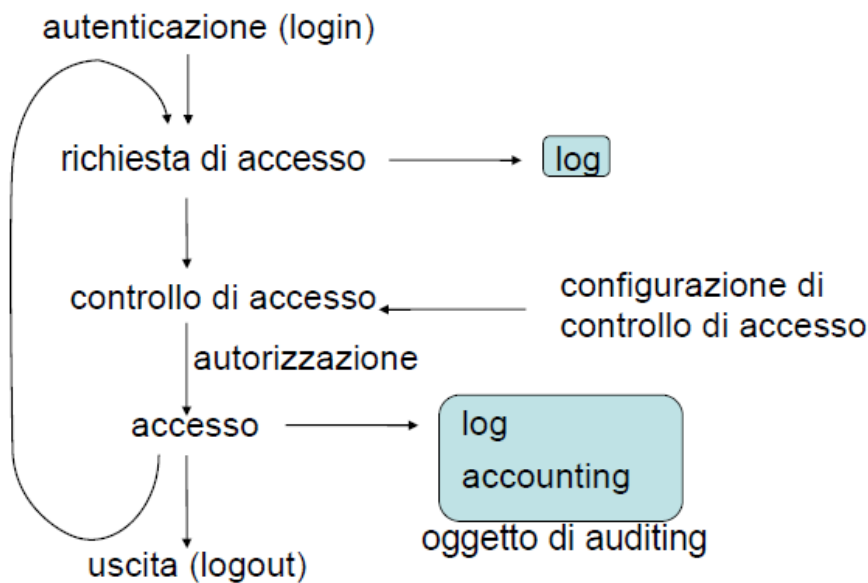 autenticazione (login)
richiesta di accesso
log
controllo di accesso
configurazione di
controllo di accesso
autorizzazione
accesso
log
accounting
oggetto di auditing
uscita (logout)